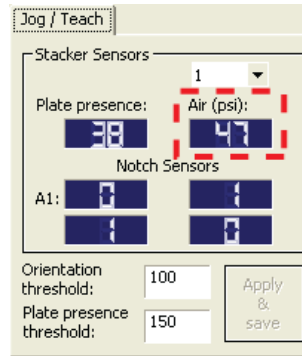 Jog / Teach
Stacker Sensors
1
Plate presence: Air (psi):
38 47
Notch Sensors
A1: 0 1
1 0
Orientation threshold: 100
Plate presence threshold: 150
Apply & save